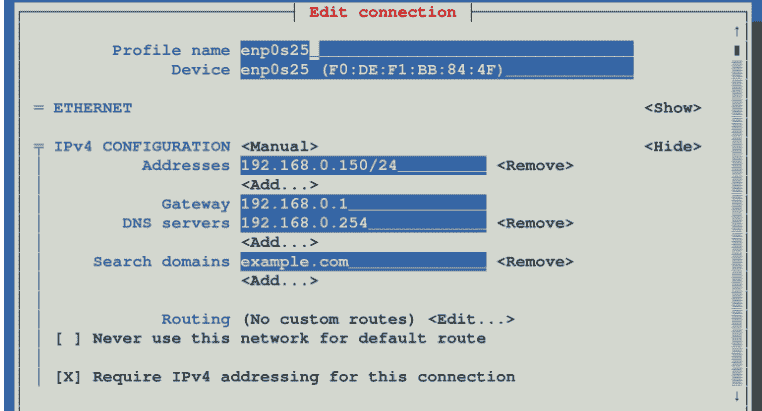 Edit connection
Profile name enp0s25
Device enp0s25 (F0:DE:F1:BB:84:4F)
= ETHERNET <Show>
IPv4 CONFIGURATION <Manual> <Hide>
Addresses 192.168.0.150/24 <Remove>
<Add...>
Gateway 192.168.0.1
DNS servers 192.168.0.254 <Remove>
<Add...>
Search domains example.com <Remove>
<Add...>
Routing (No custom routes) <Edit...>
[ ] Never use this network for default route
[X] Require IPv4 addressing for this connection